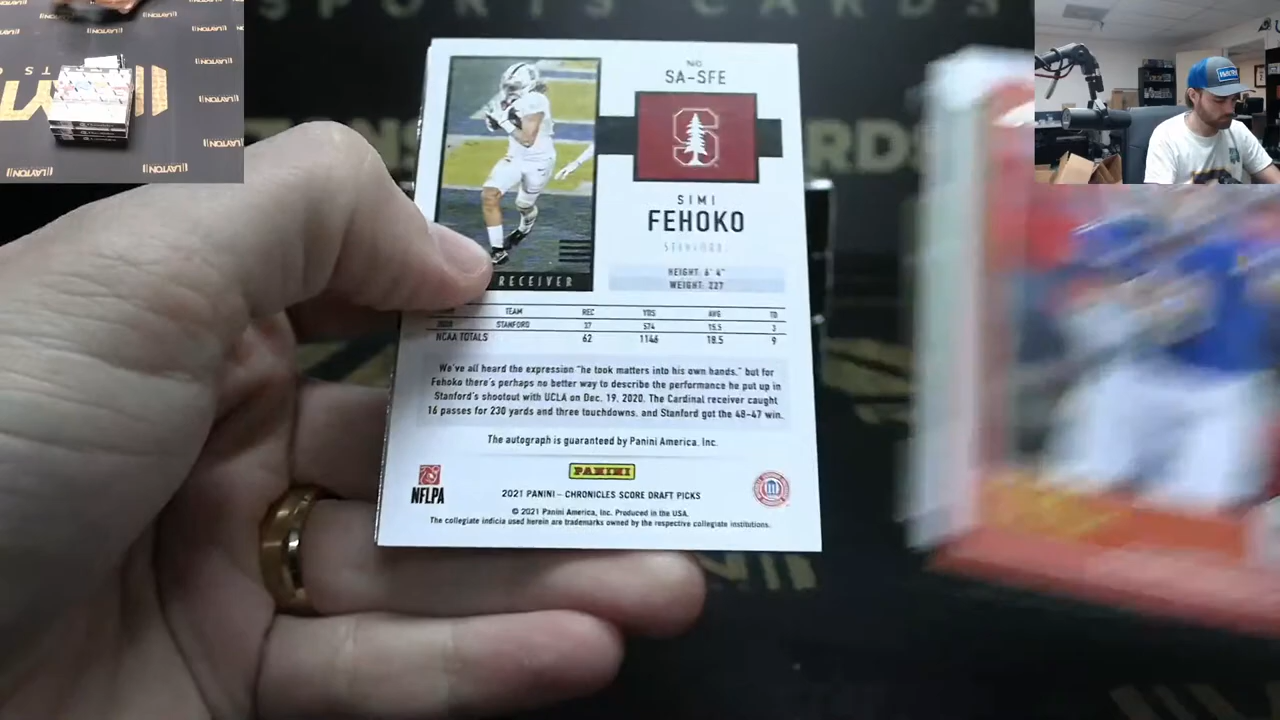 SPORTS CARDS
LAYTON
NO
SA-SFE
S
SIMI
FEHOKO
STANFORD
RECEIVER
HEIGHT: 6' 4"
WEIGHT: 227
TEAM REC YDS AVG TD
2020 STANFORD 37 574 15.5 3
NCAA TOTALS 62 1146 18.5 9
We've all heard the expression "he took matters into his own hands," but for
Fehoko there's perhaps no better way to describe the performance he put up in
Stanford's shootout with UCLA on Dec. 19, 2020. The Cardinal receiver caught
16 passes for 230 yards and three touchdowns, and Stanford got the 48-47 win.
The autograph is guaranteed by Panini America, Inc.
PANINI
NFLPA
2021 PANINI – CHRONICLES SCORE DRAFT PICKS
© 2021 Panini America, Inc. Produced in the USA.
The collegiate indicia used herein are trademarks owned by the respective collegiate institutions.